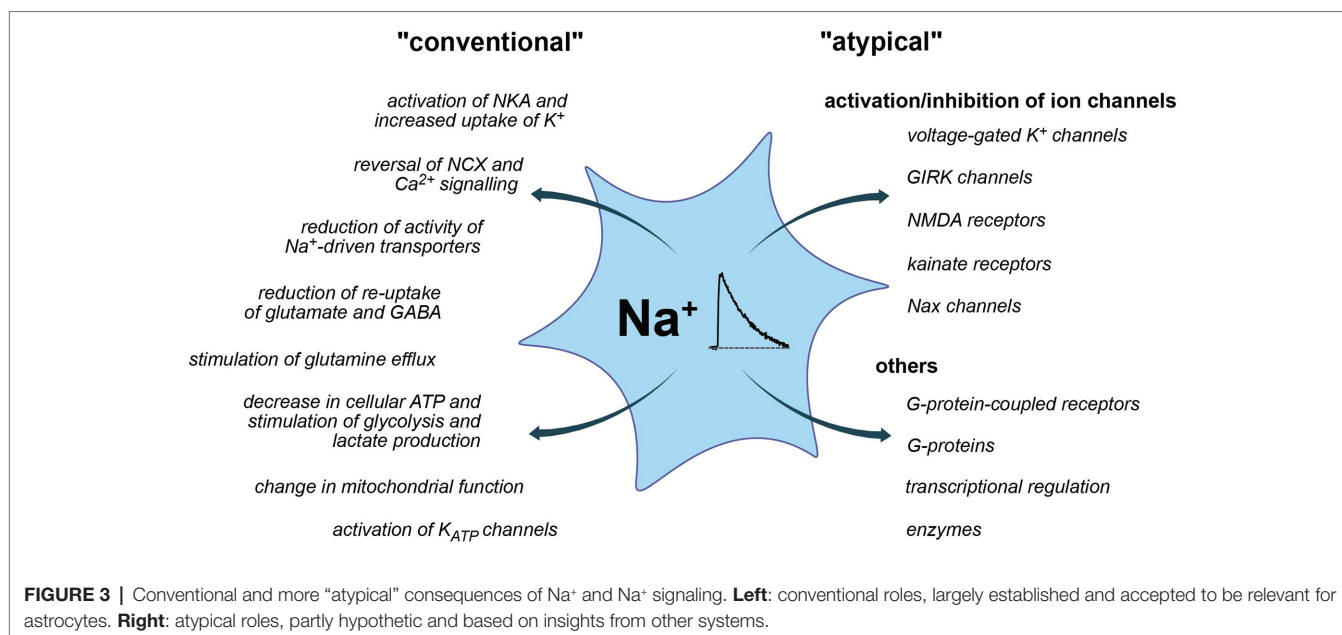 "conventional"
activation of NKA and
increased uptake of K⁺
reversal of NCX and
Ca²⁺ signalling
reduction of activity of
Na⁺-driven transporters
reduction of re-uptake
of glutamate and GABA
stimulation of glutamine efflux
decrease in cellular ATP and
stimulation of glycolysis and
lactate production
change in mitochondrial function
activation of K_ATP channels
Na⁺
"atypical"
activation/inhibition of ion channels
voltage-gated K⁺ channels
GIRK channels
NMDA receptors
kainate receptors
Nax channels
others
G-protein-coupled receptors
G-proteins
transcriptional regulation
enzymes
FIGURE 3 | Conventional and more “atypical” consequences of Na⁺ and Na⁺ signaling. Left: conventional roles, largely established and accepted to be relevant for
astrocytes. Right: atypical roles, partly hypothetic and based on insights from other systems.